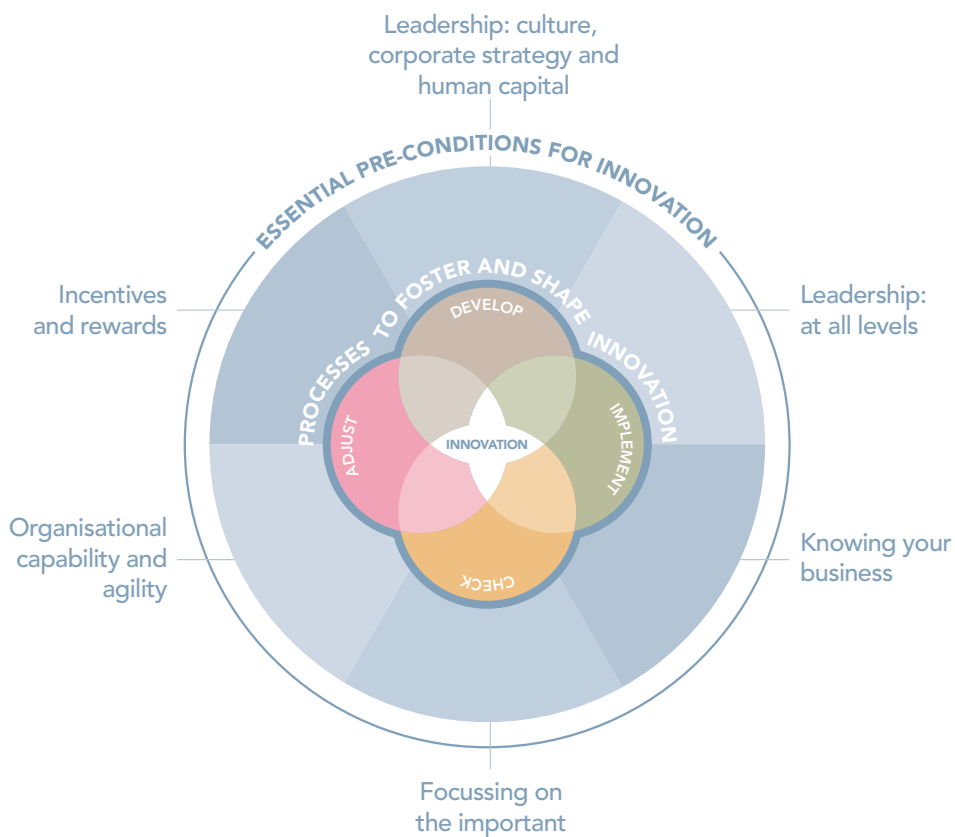 Leadership: culture,
corporate strategy and
human capital
ESSENTIAL PRE-CONDITIONS FOR INNOVATION
PROCESSES TO FOSTER AND SHAPE INNOVATION
DEVELOP
Incentives
and rewards
Leadership:
at all levels
ADJUST
INNOVATION
IMPLEMENT
CHECK
Organisational
capability and
agility
Knowing your
business
Focussing on
the important